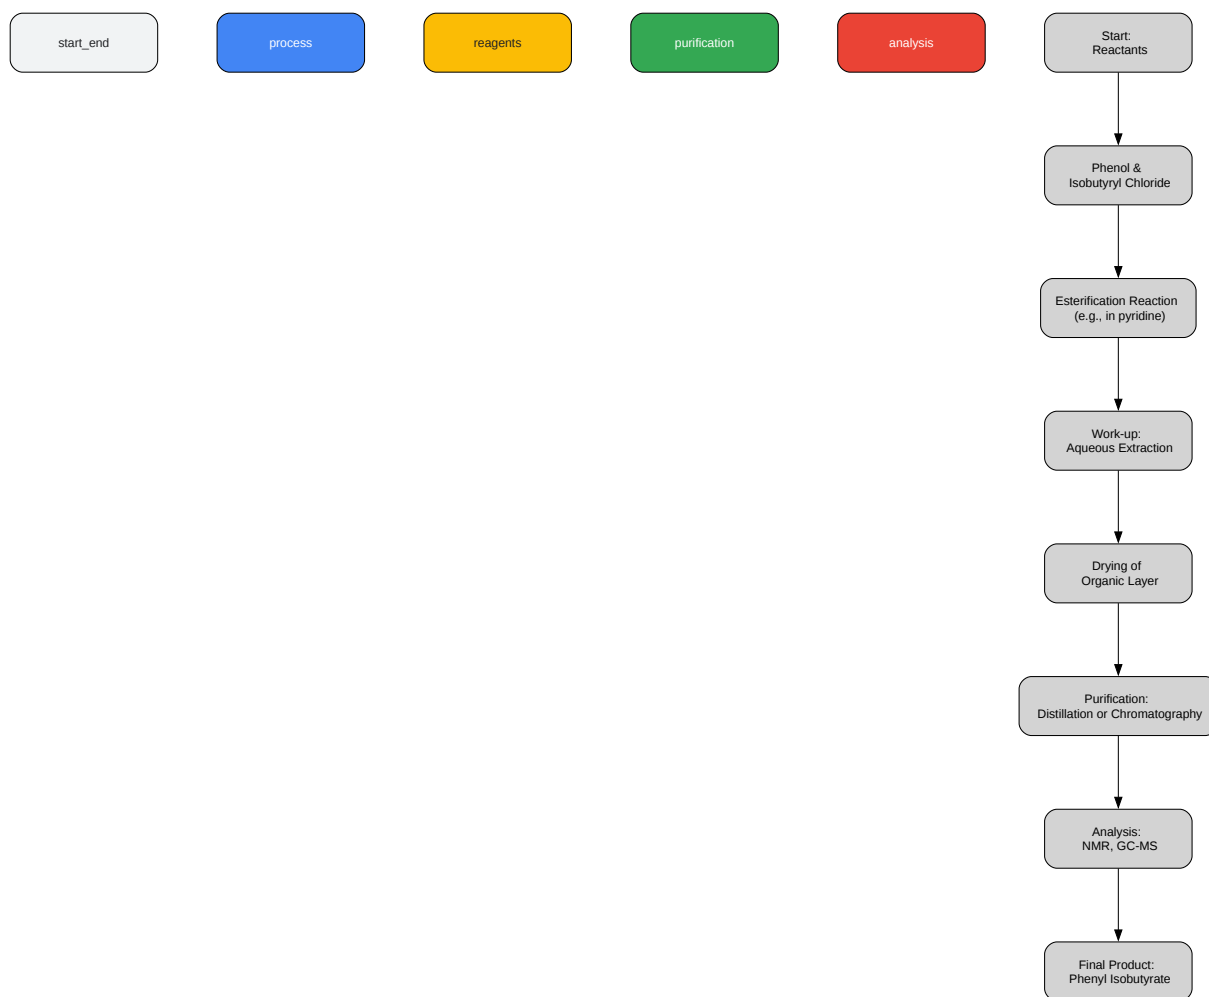 start_end
process
reagents
purification
analysis
Start:
Reactants
Phenol &
Isobutyryl Chloride
Esterification Reaction
(e.g., in pyridine)
Work-up:
Aqueous Extraction
Drying of
Organic Layer
Purification:
Distillation or Chromatography
Analysis:
NMR, GC-MS
Final Product:
Phenyl Isobutyrate